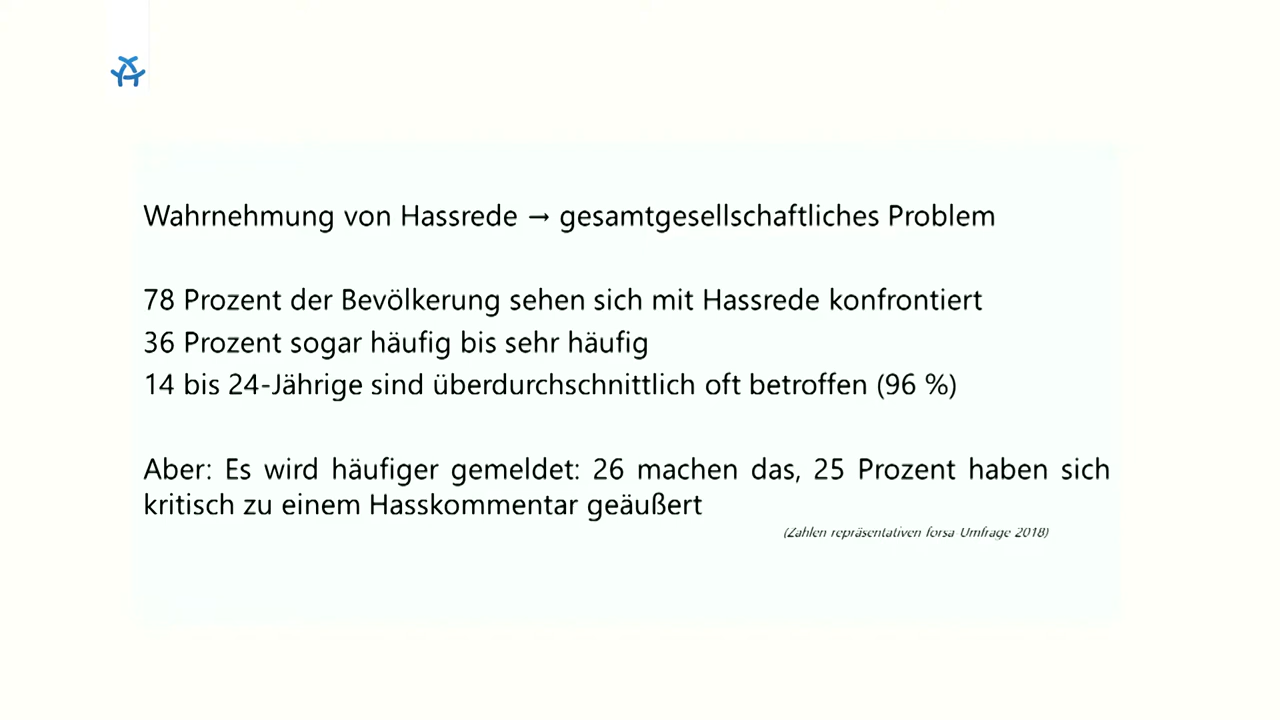 Wahrnehmung von Hassrede → gesamtgesellschaftliches Problem
78 Prozent der Bevölkerung sehen sich mit Hassrede konfrontiert
36 Prozent sogar häufig bis sehr häufig
14 bis 24-Jährige sind überdurchschnittlich oft betroffen (96 %)
Aber: Es wird häufiger gemeldet: 26 machen das, 25 Prozent haben sich
kritisch zu einem Hasskommentar geäußert
(Zahlen repräsentativen forsa Umfrage 2018)